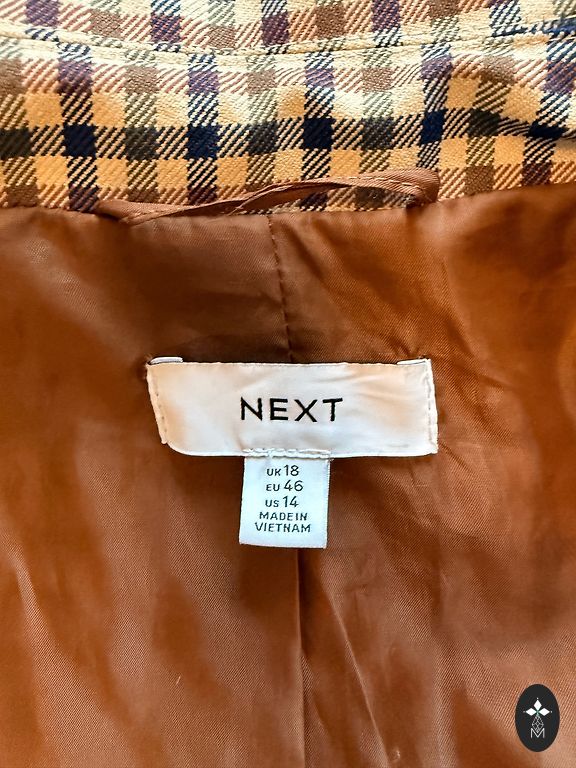 NEXT
UK 18
EU 46
US 14
MADE IN
VIETNAM